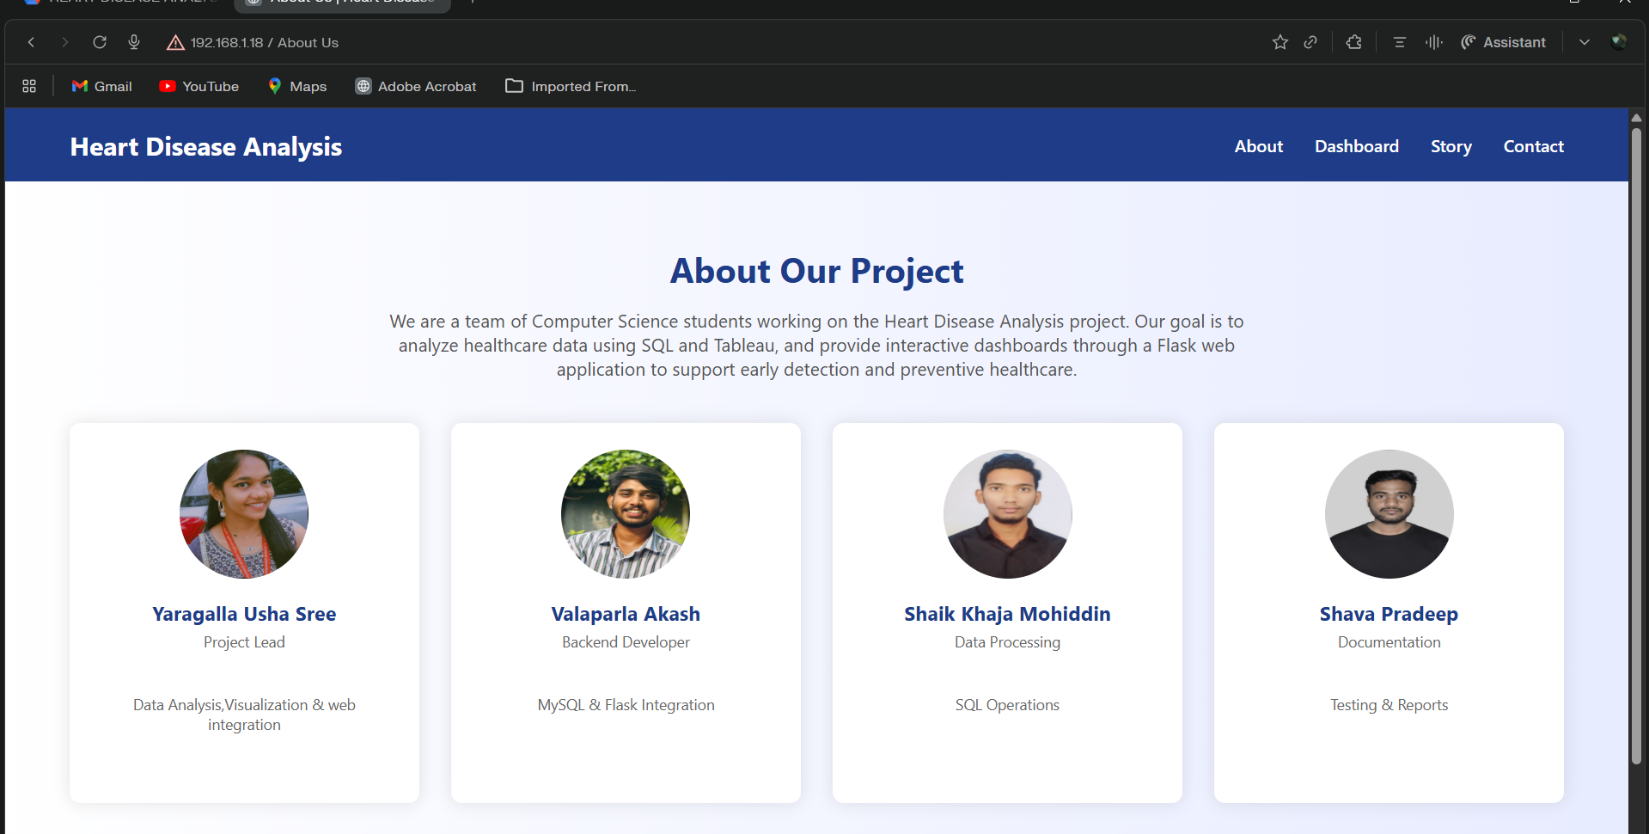 192.168.1.18 / About Us
Assistant
Gmail
YouTube
Maps
Adobe Acrobat
Imported From...
Heart Disease Analysis
About
Dashboard
Story
Contact
About Our Project
We are a team of Computer Science students working on the Heart Disease Analysis project. Our goal is to
analyze healthcare data using SQL and Tableau, and provide interactive dashboards through a Flask web
application to support early detection and preventive healthcare.
Yaragalla Usha Sree
Project Lead
Data Analysis,Visualization & web
integration
Valaparla Akash
Backend Developer
MySQL & Flask Integration
Shaik Khaja Mohiddin
Data Processing
SQL Operations
Shava Pradeep
Documentation
Testing & Reports